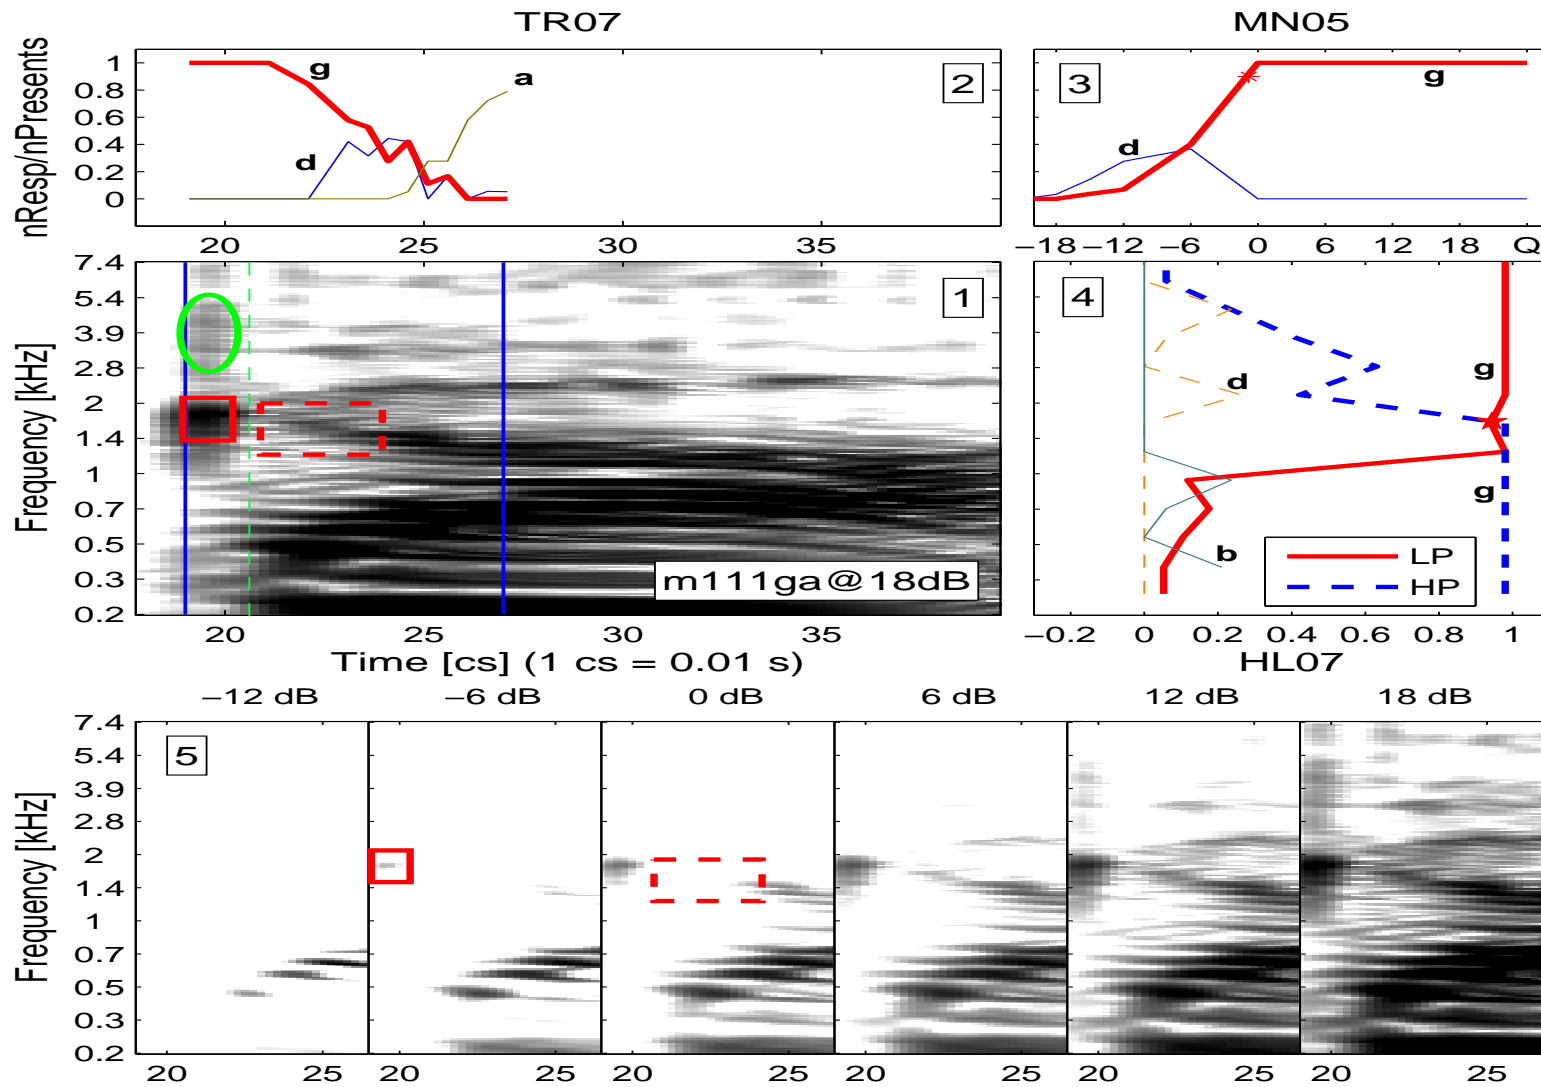 TR07
MN05
nResp/nPresents
1
0.8
0.6
0.4
0.2
0
g
a
d
2
20 25 30 35
3
g
d
−18 −12 −6 0 6 12 18 Q
Frequency [kHz]
7.4
5.4
3.9
2.8
2
1.4
1
0.7
0.5
0.3
0.2
1
m111ga@18dB
20 25 30 35
Time [cs] (1 cs = 0.01 s)
4
g
d
g
b
LP
HP
−0.2 0 0.2 0.4 0.6 0.8 1
HL07
−12 dB −6 dB 0 dB 6 dB 12 dB 18 dB
Frequency [kHz]
7.4
5.4
3.9
2.8
2
1.4
1
0.7
0.5
0.3
0.2
5
20 25 20 25 20 25 20 25 20 25 20 25